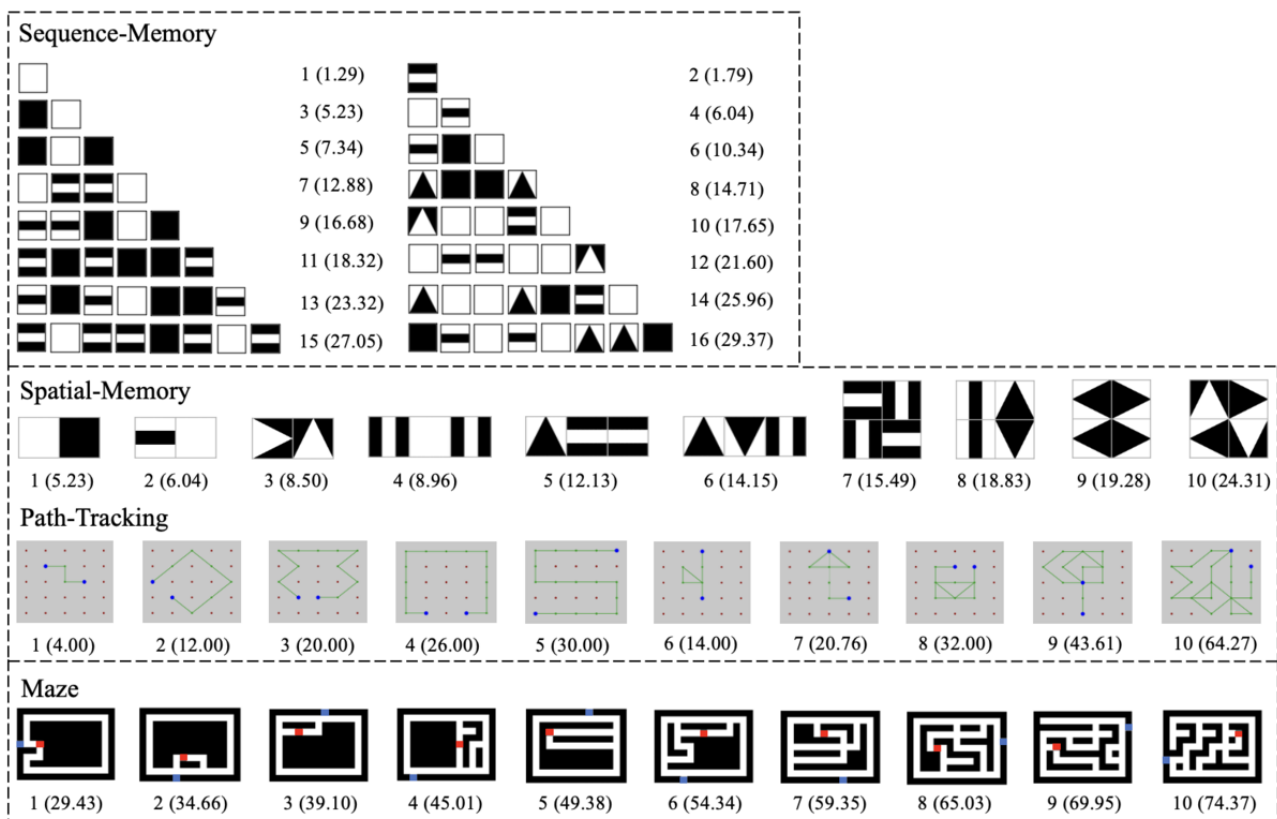 Sequence-Memory
1 (1.29) 2 (1.79)
3 (5.23) 4 (6.04)
5 (7.34) 6 (10.34)
7 (12.88) 8 (14.71)
9 (16.68) 10 (17.65)
11 (18.32) 12 (21.60)
13 (23.32) 14 (25.96)
15 (27.05) 16 (29.37)
Spatial-Memory
1 (5.23) 2 (6.04) 3 (8.50) 4 (8.96) 5 (12.13) 6 (14.15) 7 (15.49) 8 (18.83) 9 (19.28) 10 (24.31)
Path-Tracking
1 (4.00) 2 (12.00) 3 (20.00) 4 (26.00) 5 (30.00) 6 (14.00) 7 (20.76) 8 (32.00) 9 (43.61) 10 (64.27)
Maze
1 (29.43) 2 (34.66) 3 (39.10) 4 (45.01) 5 (49.38) 6 (54.34) 7 (59.35) 8 (65.03) 9 (69.95) 10 (74.37)